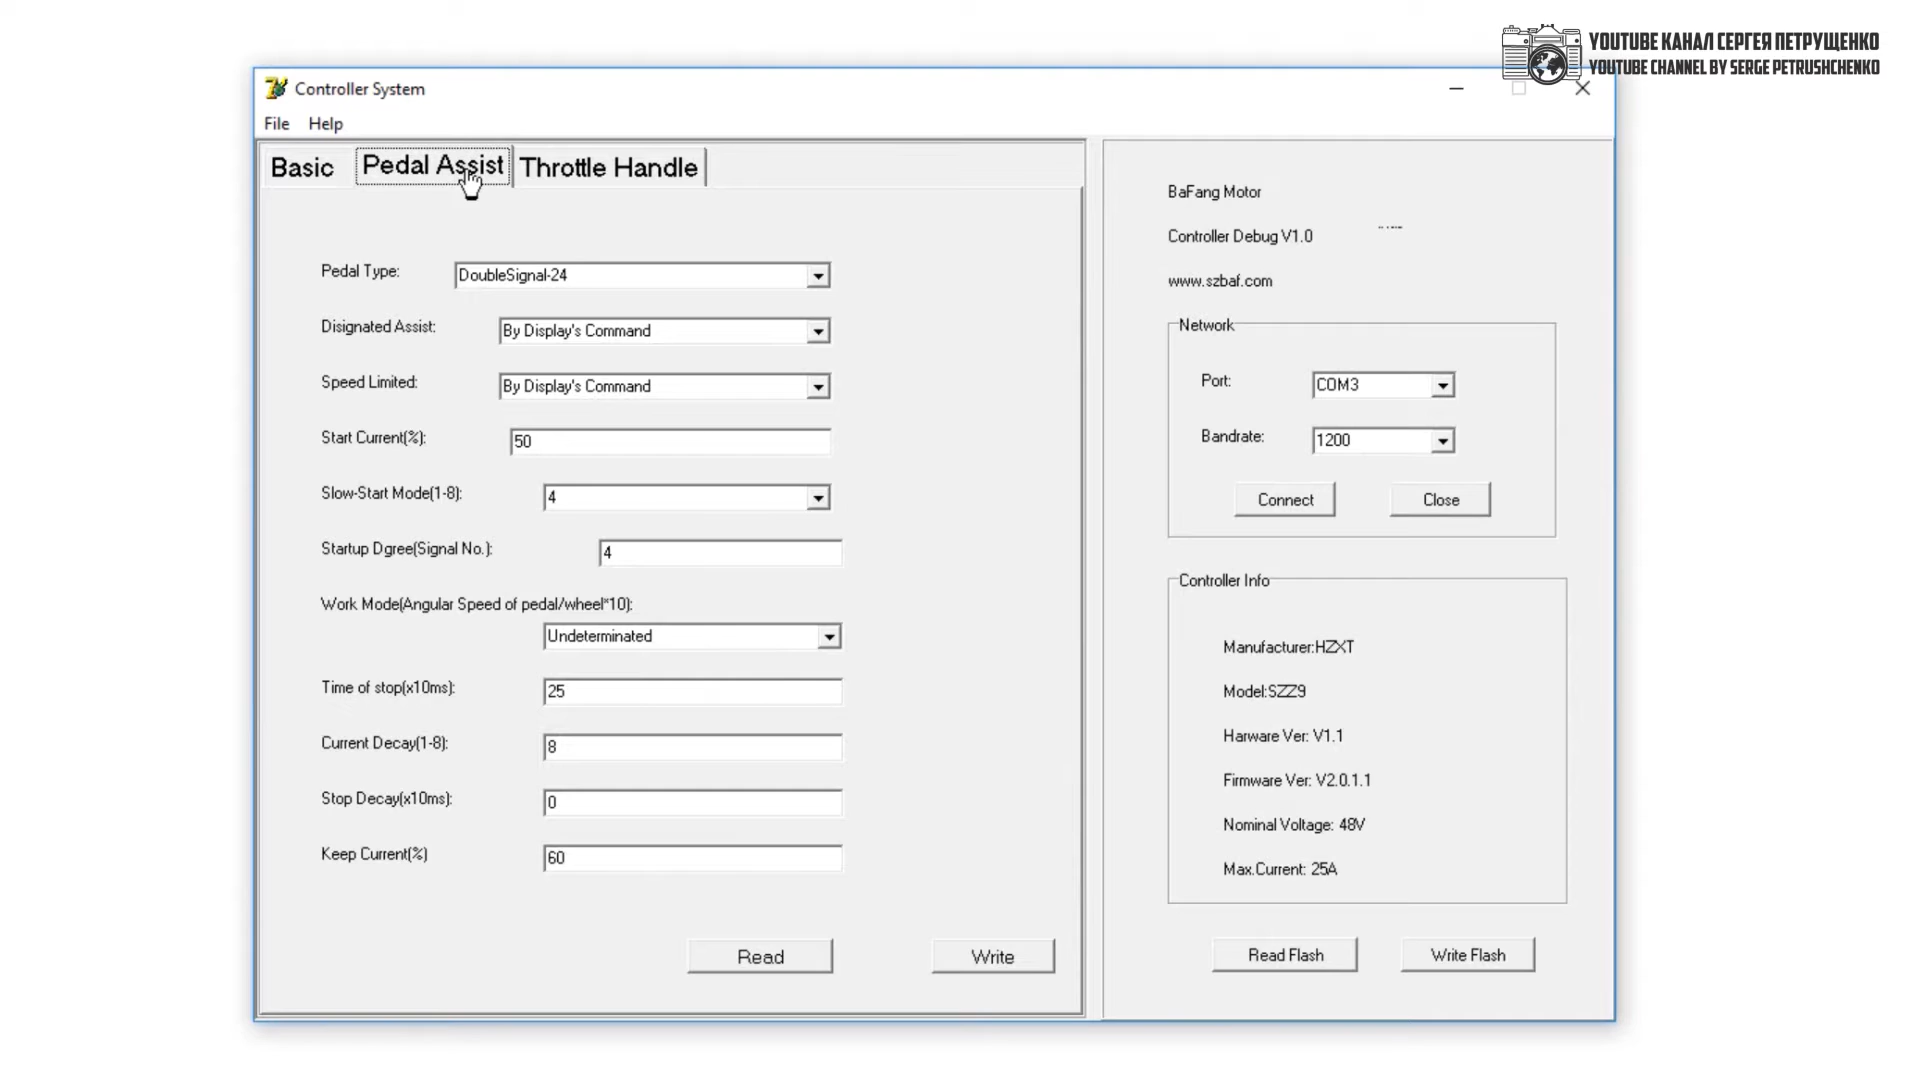 YOUTUBE КАНАЛ СЕРГЕЯ ПЕТРУЩЕНКО
YOUTUBE CHANNEL BY SERGE PETRUSHCHENKO
Controller System
File Help
Basic Pedal Assist Throttle Handle
Pedal Type: DoubleSignal-24
Disignated Assist: By Display's Command
Speed Limited: By Display's Command
Start Current(%): 50
Slow-Start Mode(1-8): 4
Startup Dgree(Signal No.): 4
Work Mode(Angular Speed of pedal/wheel*10):
Undeterminated
Time of stop(x10ms): 25
Current Decay(1-8): 8
Stop Decay(x10ms): 0
Keep Current(%) 60
Read Write
BaFang Motor
Controller Debug V1.0
www.szbaf.com
Network
Port: COM3
Bandrate: 1200
Connect Close
Controller Info
Manufacturer:HZXT
Model:SZZ9
Harware Ver: V1.1
Firmware Ver: V2.0.1.1
Nominal Voltage: 48V
Max.Current: 25A
Read Flash Write Flash